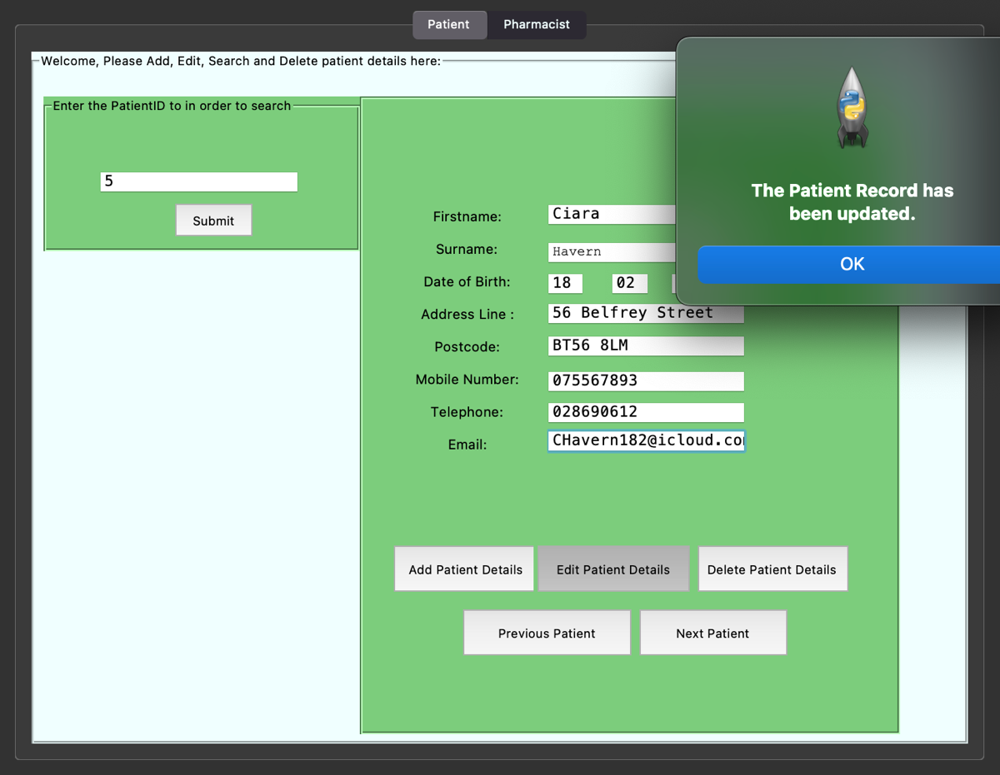 Patient
Pharmacist
Welcome, Please Add, Edit, Search and Delete patient details here:
Enter the PatientID to in order to search
5
Submit
Firstname:
Ciara
Surname:
Havern
Date of Birth:
18
02
Address Line :
56 Belfrey Street
Postcode:
BT56 8LM
Mobile Number:
075567893
Telephone:
028690612
Email:
CHavern182@icloud.co
Add Patient Details
Edit Patient Details
Delete Patient Details
Previous Patient
Next Patient
The Patient Record has
been updated.
OK